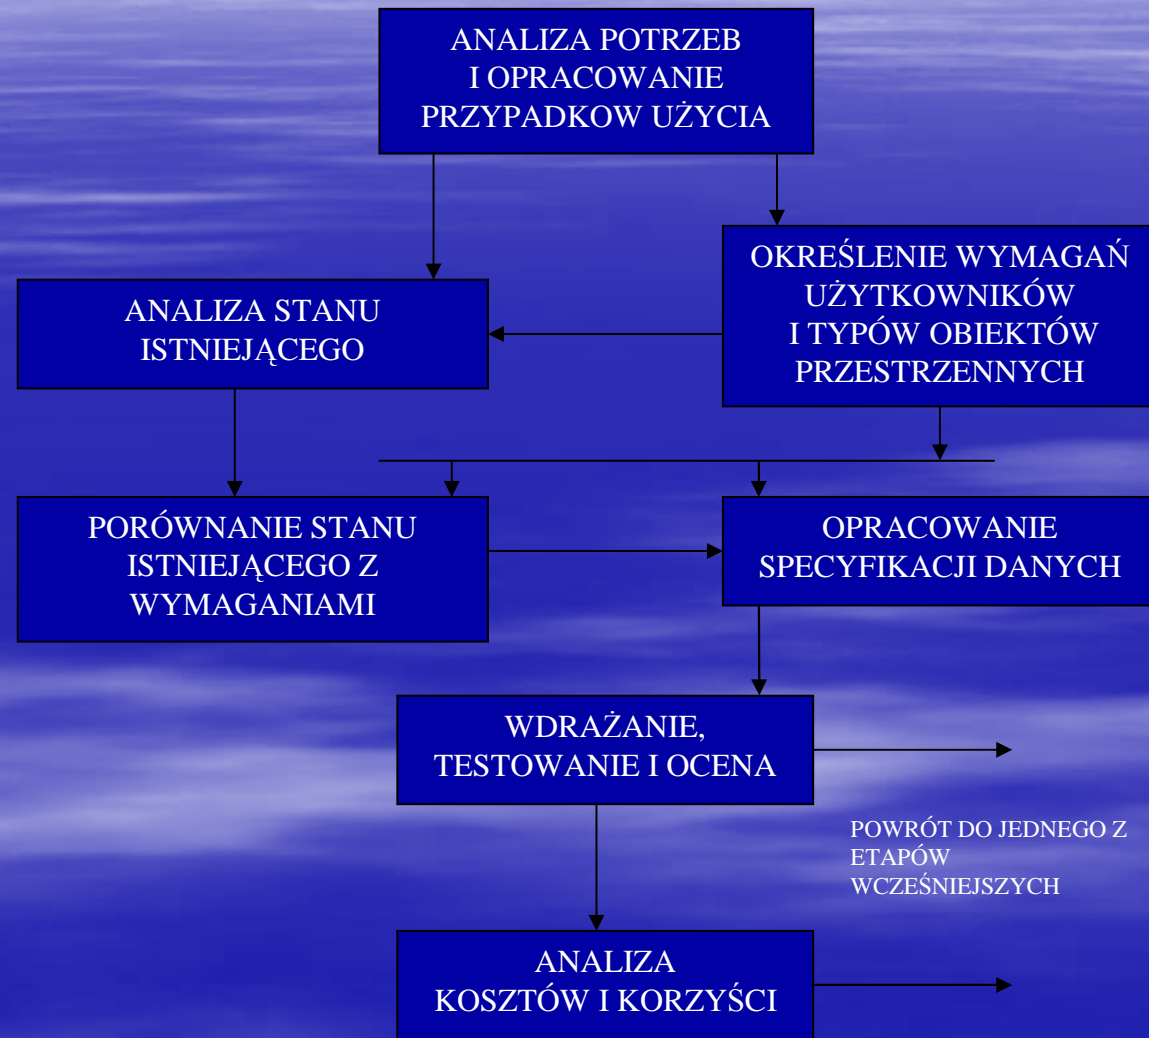 ANALIZA POTRZEB
I OPRACOWANIE
PRZYPADKOW UŻYCIA
OKREŚLENIE WYMAGAŃ
UŻYTKOWNIKÓW
I TYPÓW OBIEKTÓW
PRZESTRZENNYCH
ANALIZA STANU
ISTNIEJĄCEGO
PORÓWNANIE STANU
ISTNIEJĄCEGO Z
WYMAGANIAMI
OPRACOWANIE
SPECYFIKACJI DANYCH
WDRAŻANIE,
TESTOWANIE I OCENA
POWRÓT DO JEDNEGO Z
ETAPÓW
WCZEŚNIEJSZYCH
ANALIZA
KOSZTÓW I KORZYŚCI